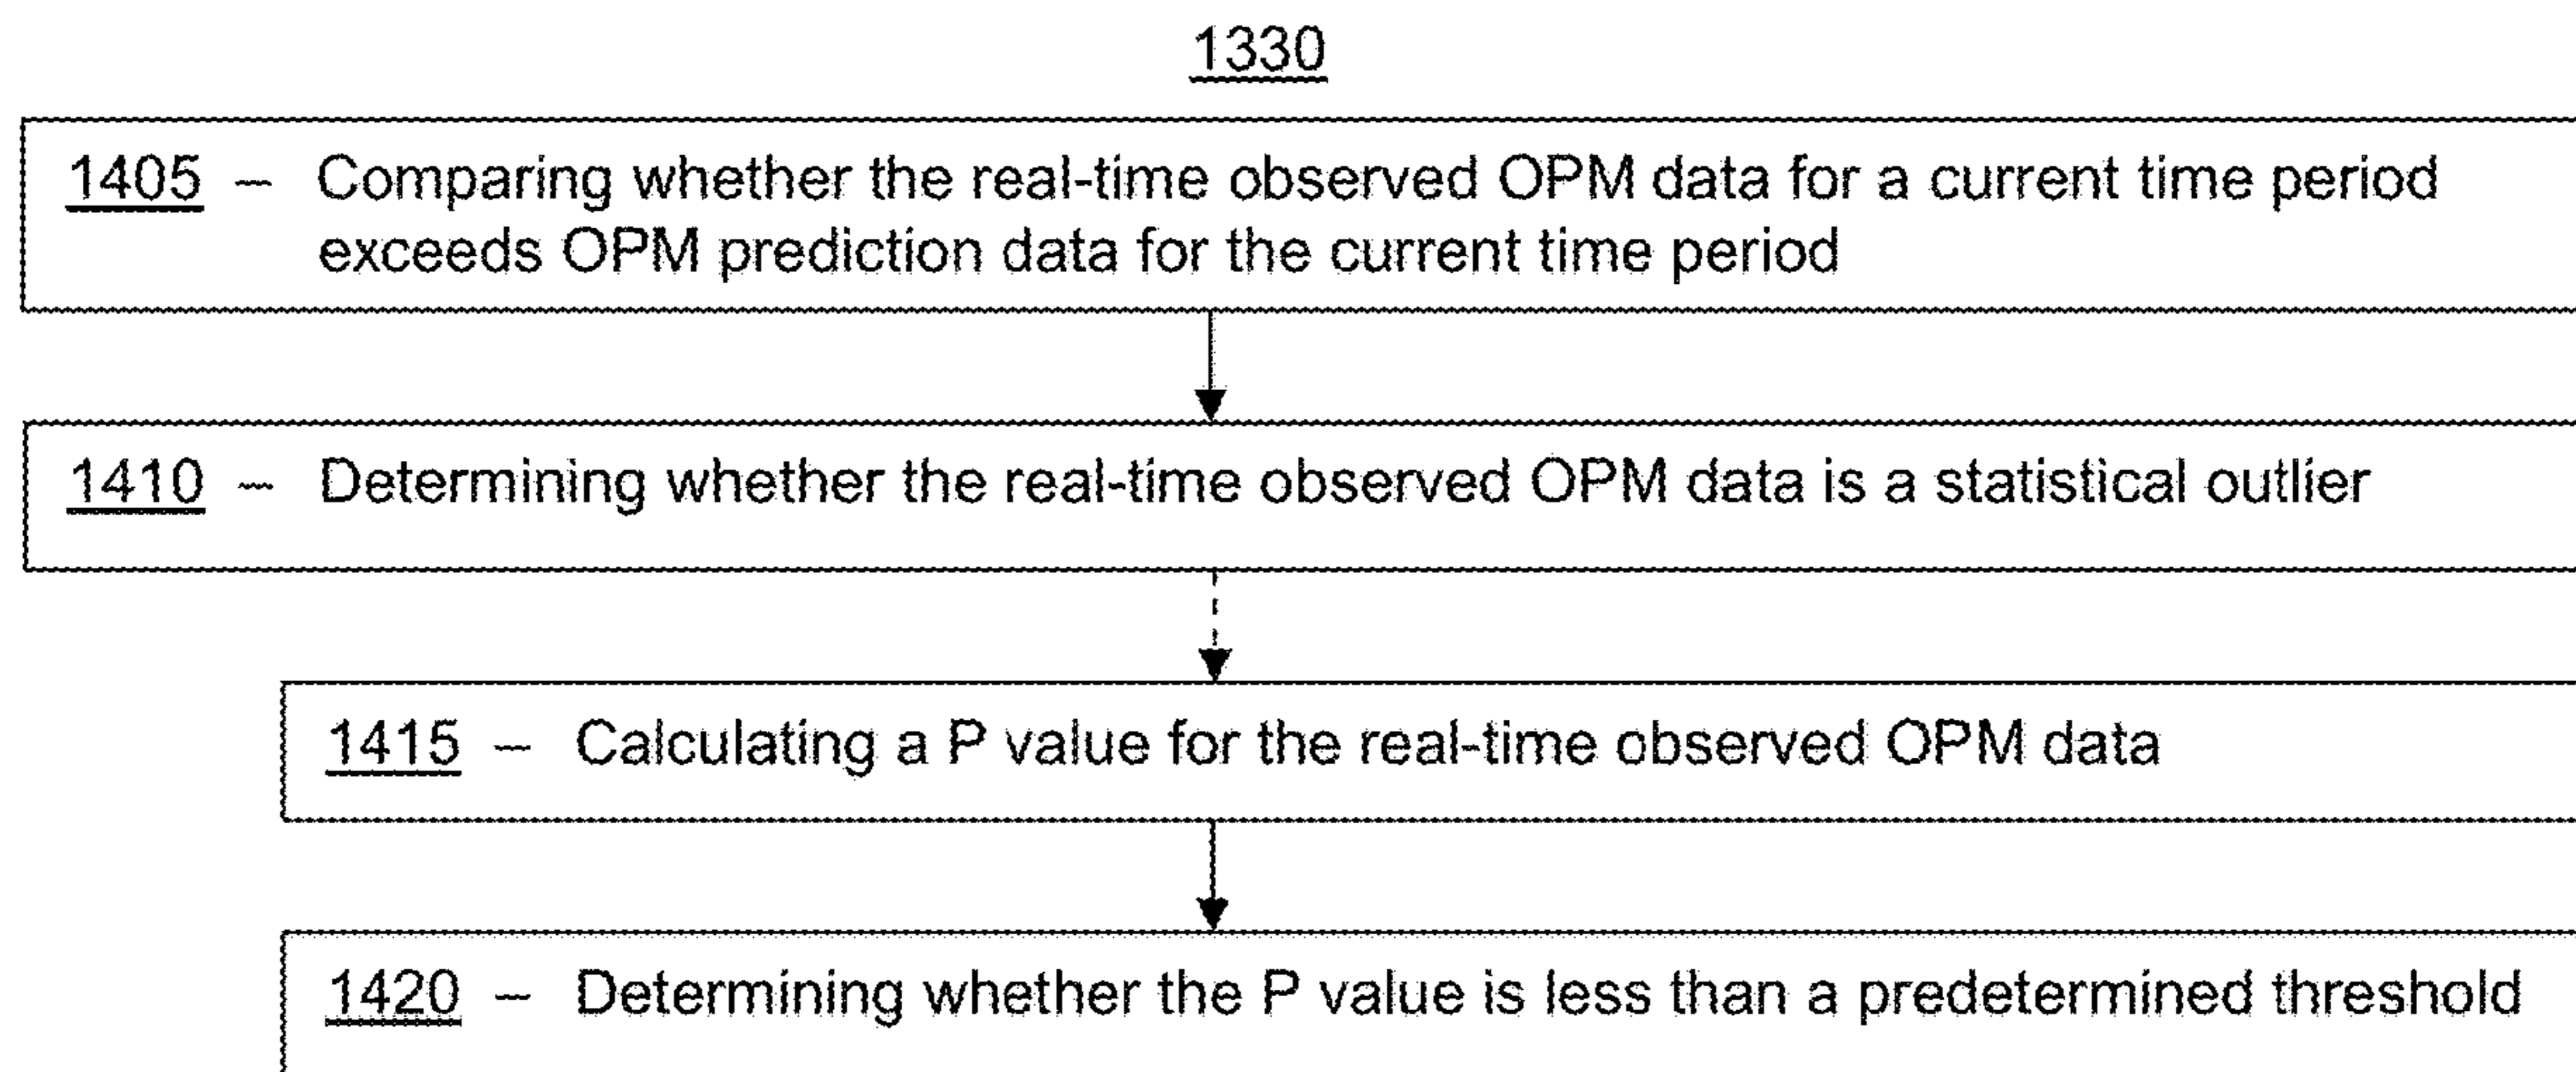 1330
1405 – Comparing whether the real-time observed OPM data for a current time period
exceeds OPM prediction data for the current time period
1410 – Determining whether the real-time observed OPM data is a statistical outlier
1415 – Calculating a P value for the real-time observed OPM data
1420 – Determining whether the P value is less than a predetermined threshold